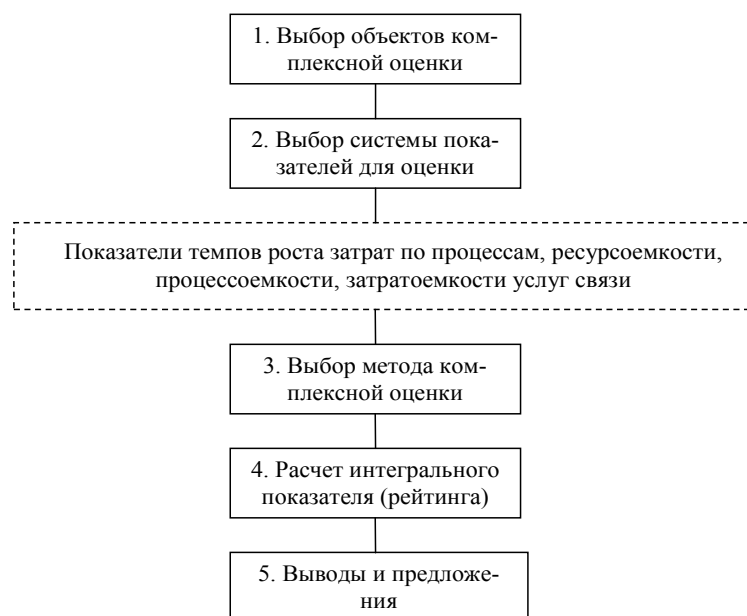 1. Выбор объектов ком-
плексной оценки
2. Выбор системы пока-
зателей для оценки
Показатели темпов роста затрат по процессам, ресурсоемкости,
процессоемкости, затратоемкости услуг связи
3. Выбор метода ком-
плексной оценки
4. Расчет интегрального
показателя (рейтинга)
5. Выводы и предложе-
ния